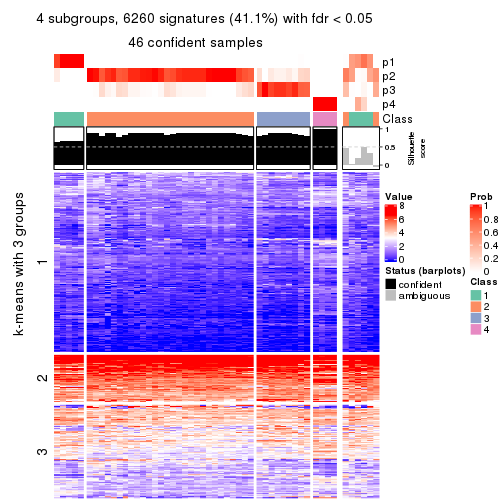 4 subgroups, 6260 signatures (41.1%) with fdr < 0.05
46 confident samples
p1
p2
p3
p4
Class
1
0.5
0
Silhouette
score
k-means with 3 groups
1
2
3
Value
8
6
4
2
0
Status (barplots)
confident
ambiguous
Prob
1
0.8
0.6
0.4
0.2
0
Class
1
2
3
4